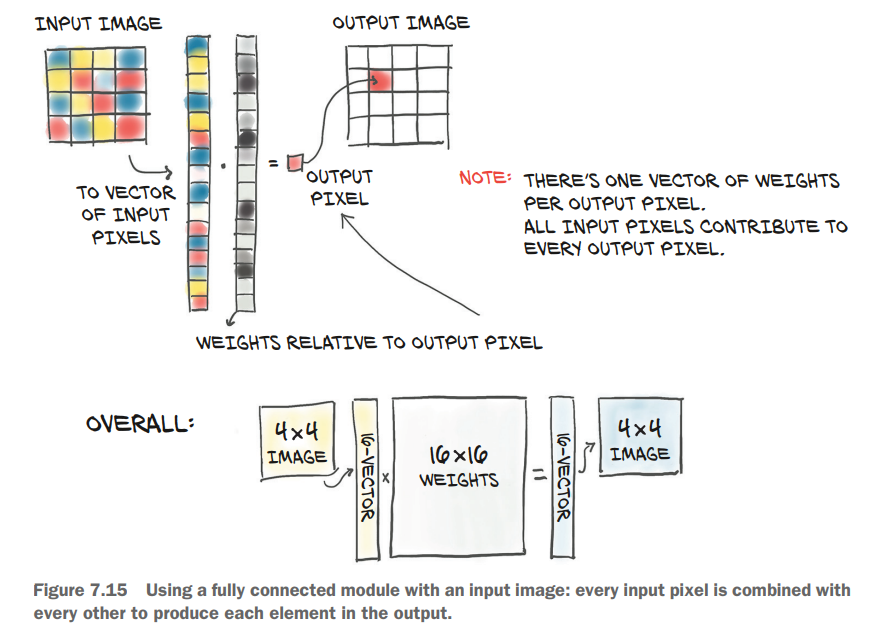 INPUT IMAGE
OUTPUT IMAGE
TO VECTOR
OF INPUT
PIXELS
·
=
OUTPUT
PIXEL
NOTE: THERE'S ONE VECTOR OF WEIGHTS
PER OUTPUT PIXEL.
ALL INPUT PIXELS CONTRIBUTE TO
EVERY OUTPUT PIXEL.
WEIGHTS RELATIVE TO OUTPUT PIXEL
OVERALL:
4×4
IMAGE
16-VECTOR
×
16×16
WEIGHTS
=
16-VECTOR
4×4
IMAGE
Figure 7.15 Using a fully connected module with an input image: every input pixel is combined with
every other to produce each element in the output.